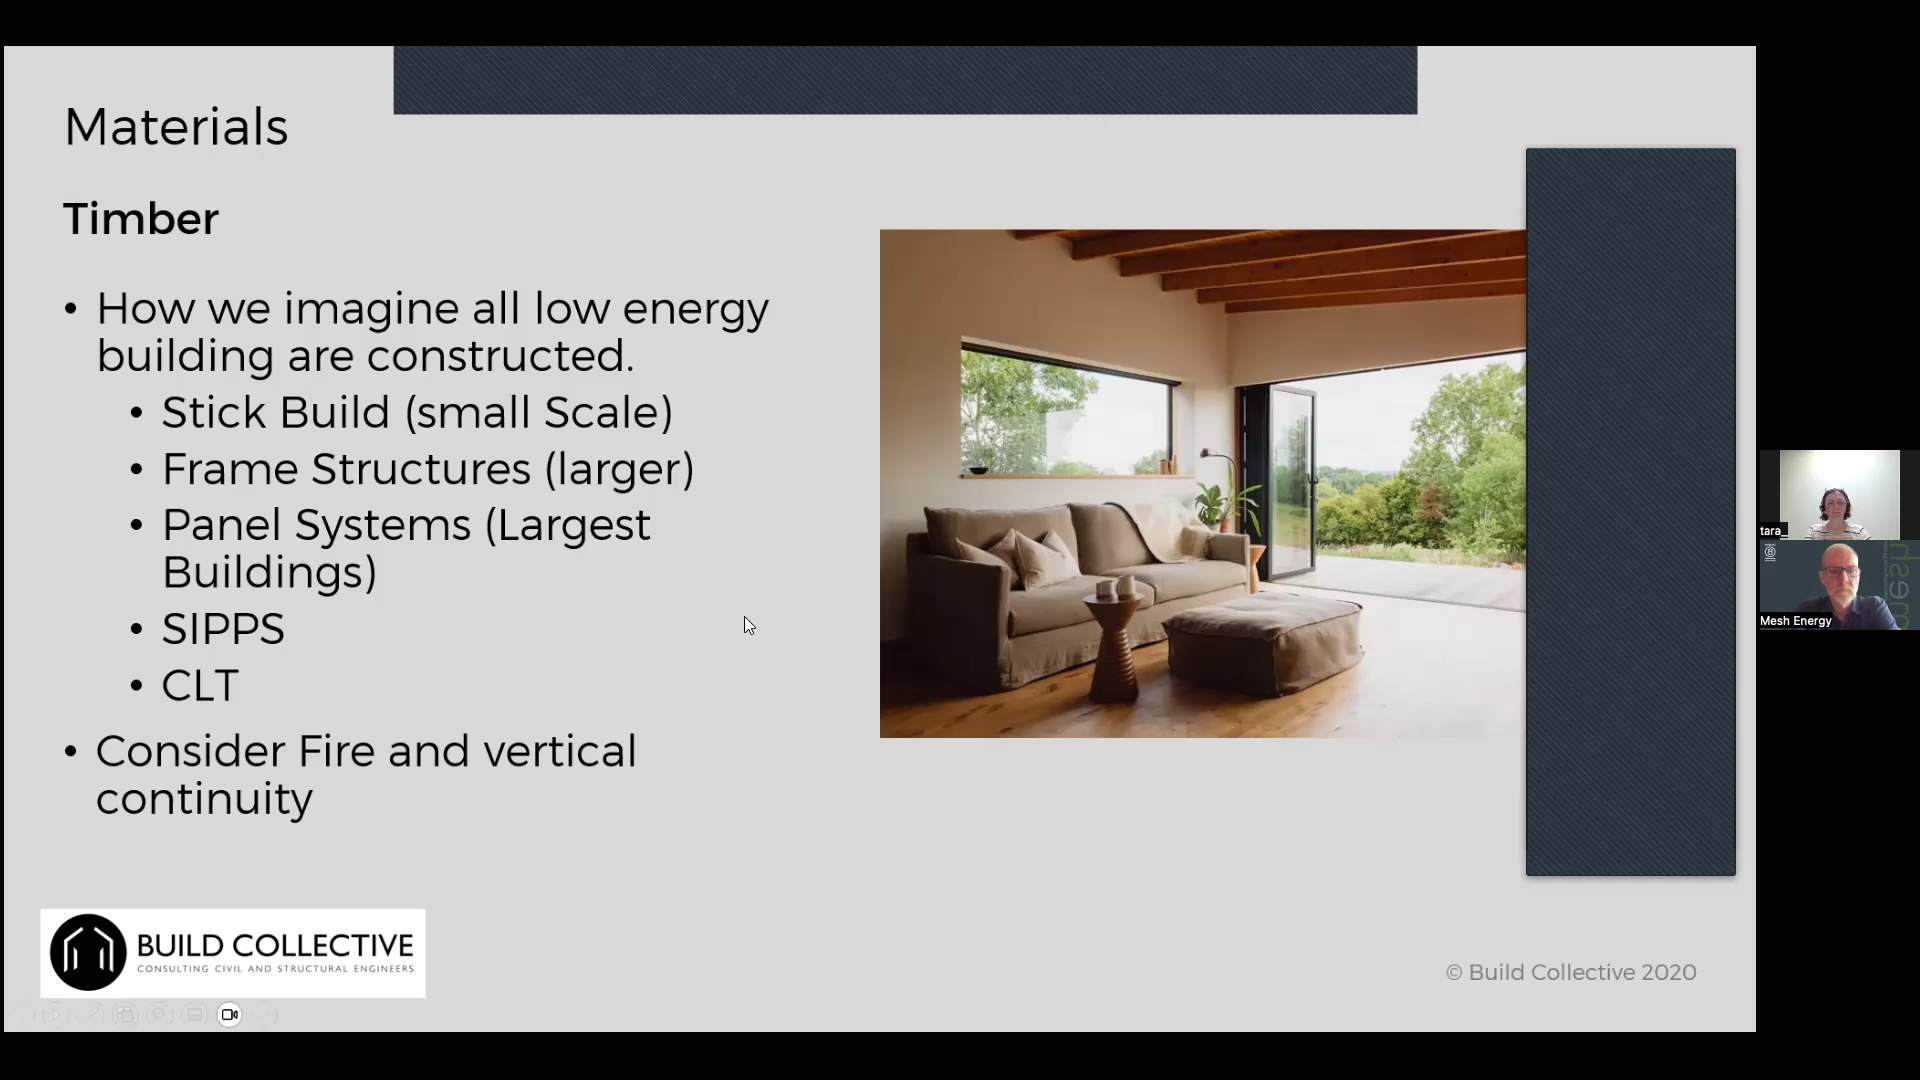 Materials
Timber
• How we imagine all low energy
building are constructed.
• Stick Build (small Scale)
• Frame Structures (larger)
• Panel Systems (Largest
Buildings)
• SIPPS
• CLT
• Consider Fire and vertical
continuity
BUILD COLLECTIVE
CONSULTING CIVIL AND STRUCTURAL ENGINEERS
© Build Collective 2020
tara_
mesh
Mesh Energy